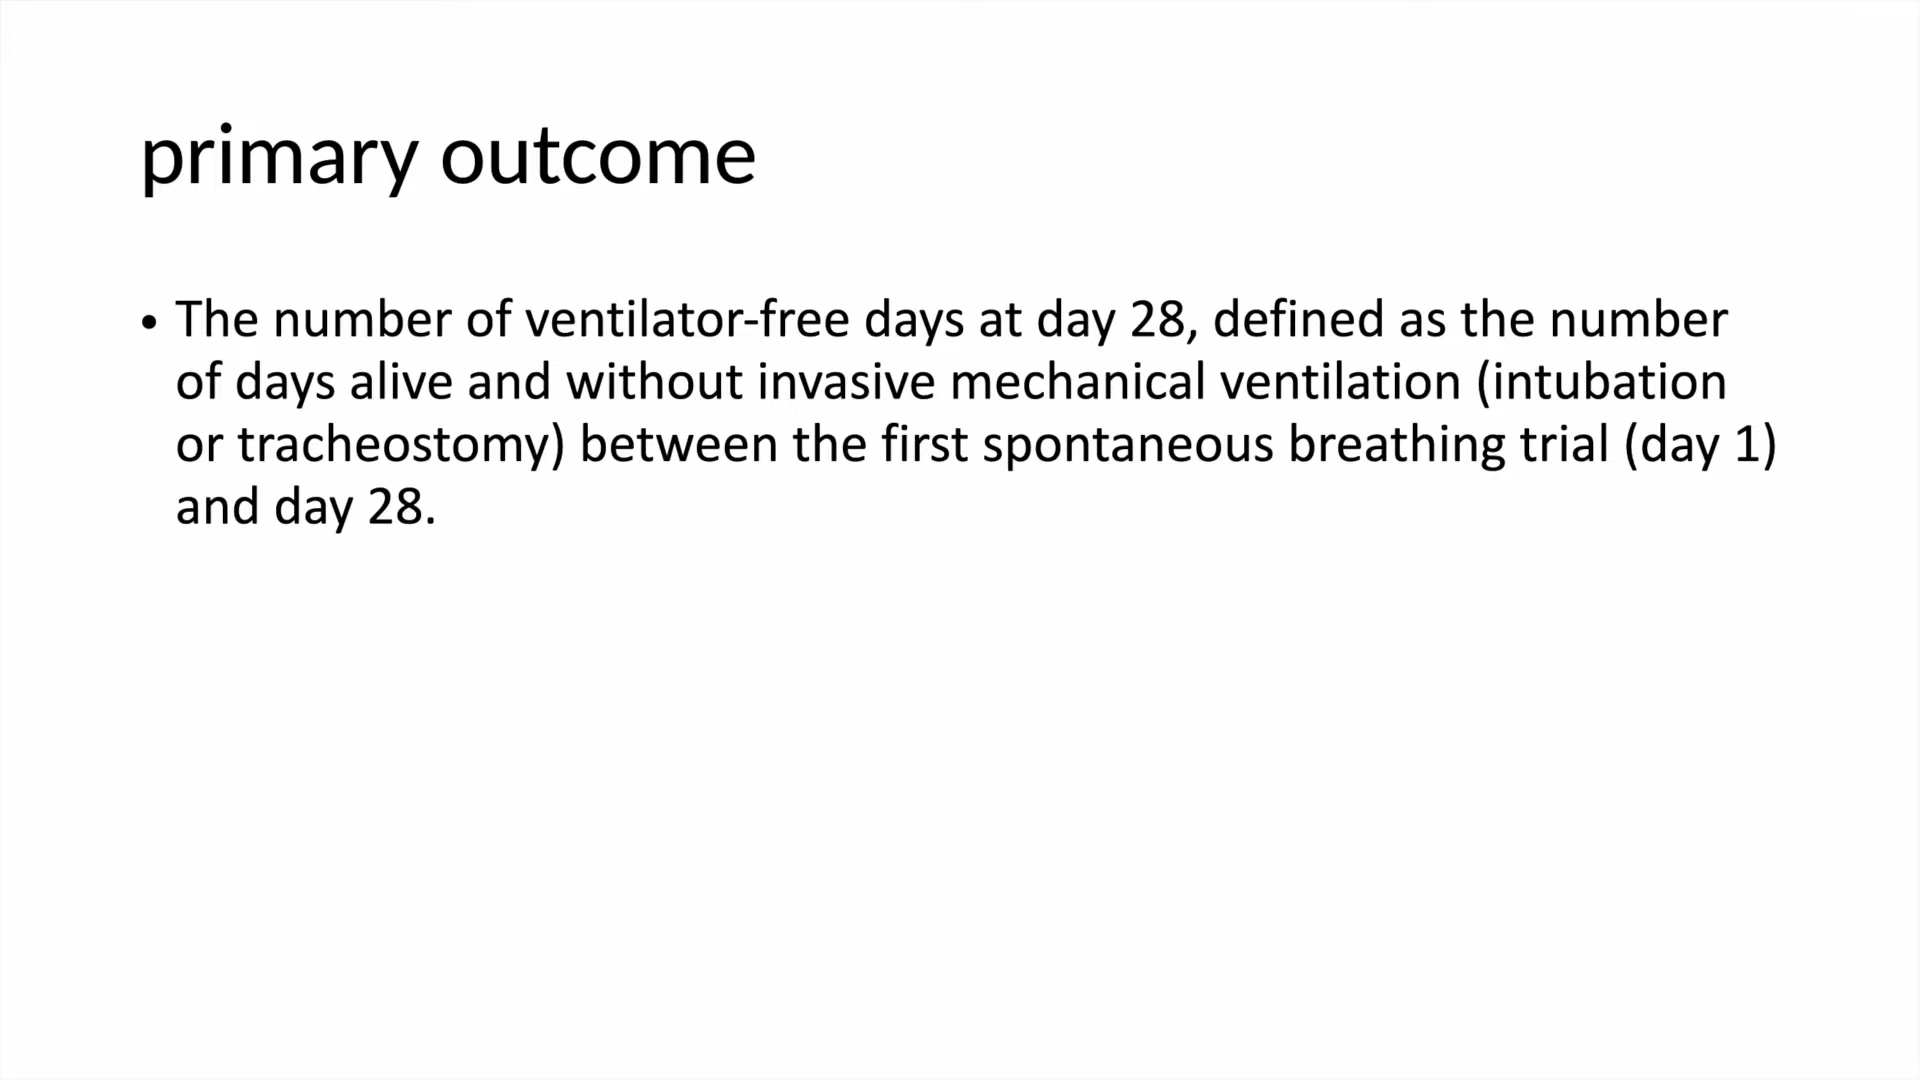 primary outcome
• The number of ventilator-free days at day 28, defined as the number
of days alive and without invasive mechanical ventilation (intubation
or tracheostomy) between the first spontaneous breathing trial (day 1)
and day 28.